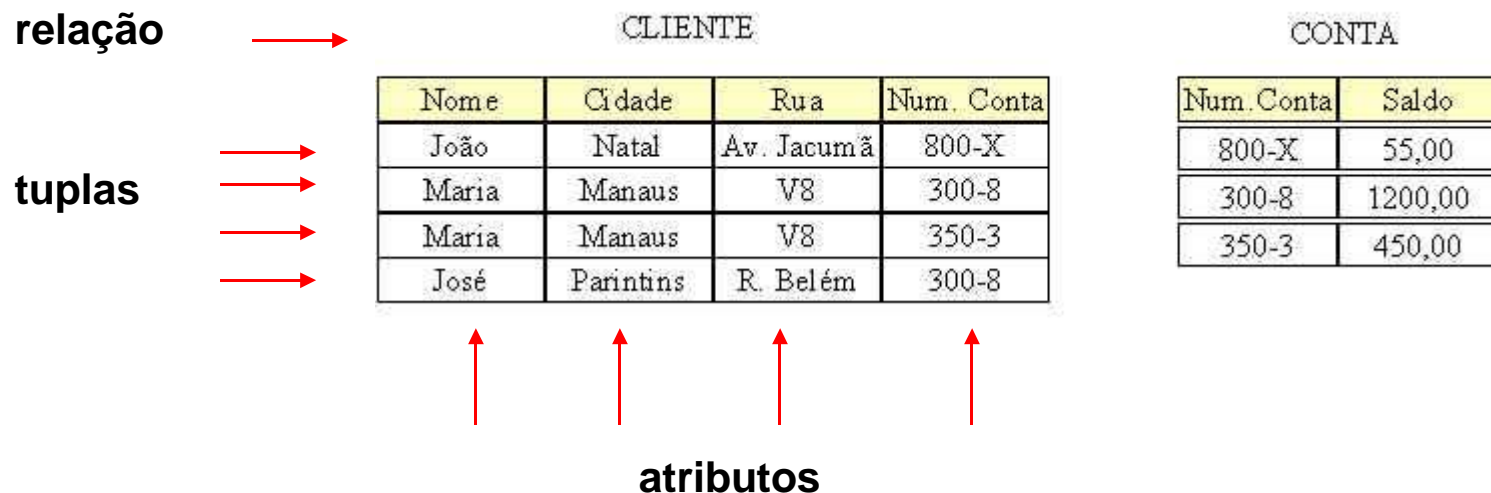 relação
CLIENTE
CONTA
Nome Cidade Rua Num. Conta
Num.Conta Saldo
João Natal Av. Jacumã 800-X
800-X 55,00
tuplas
Maria Manaus V8 300-8
300-8 1200,00
Maria Manaus V8 350-3
350-3 450,00
José Parintins R. Belém 300-8
atributos